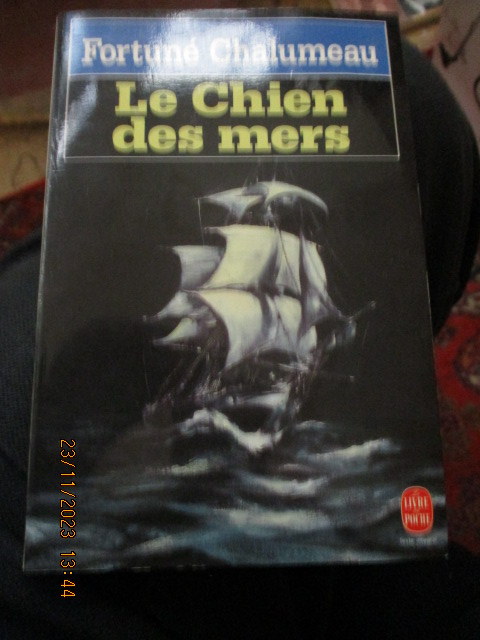 Fortuné Chalumeau
Le Chien
des mers
LE
LIVRE
DE
POCHE
23/11/2023 13:44